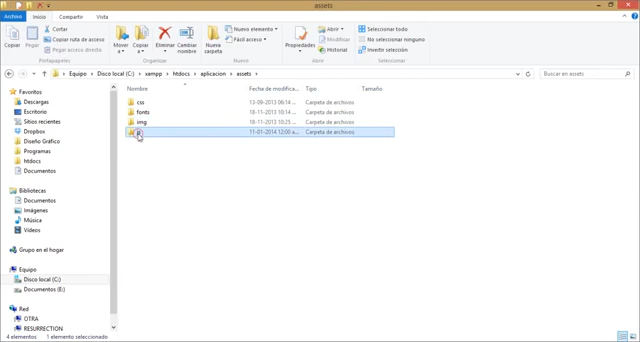 assets
Archivo Inicio Compartir Vista
Copiar
Pegar
Cortar
Copiar ruta de acceso
Pegar acceso directo
Portapapeles
Mover a
Copiar a
Eliminar
Cambiar nombre
Organizar
Nueva carpeta
Nuevo elemento
Fácil acceso
Nuevo
Propiedades
Abrir
Modificar
Historial
Abrir
Seleccionar todo
No seleccionar ninguno
Invertir selección
Seleccionar
Equipo Disco local (C:) xampp htdocs aplicacion assets
Buscar en assets
Nombre Fecha de modifica... Tipo Tamaño
css 13-09-2013 06:14 ... Carpeta de archivos
fonts 18-11-2013 10:14 ... Carpeta de archivos
img 18-11-2013 10:25 ... Carpeta de archivos
11-01-2014 12:00 a... Carpeta de archivos
Favoritos
Descargas
Escritorio
Sitios recientes
Dropbox
Diseño Gráfico
Programas
htdocs
Documentos
Bibliotecas
Documentos
Imágenes
Música
Vídeos
Grupo en el hogar
Equipo
Disco local (C:)
Documentos (E:)
Red
OTRA
RESURRECTION
4 elementos 1 elemento seleccionado